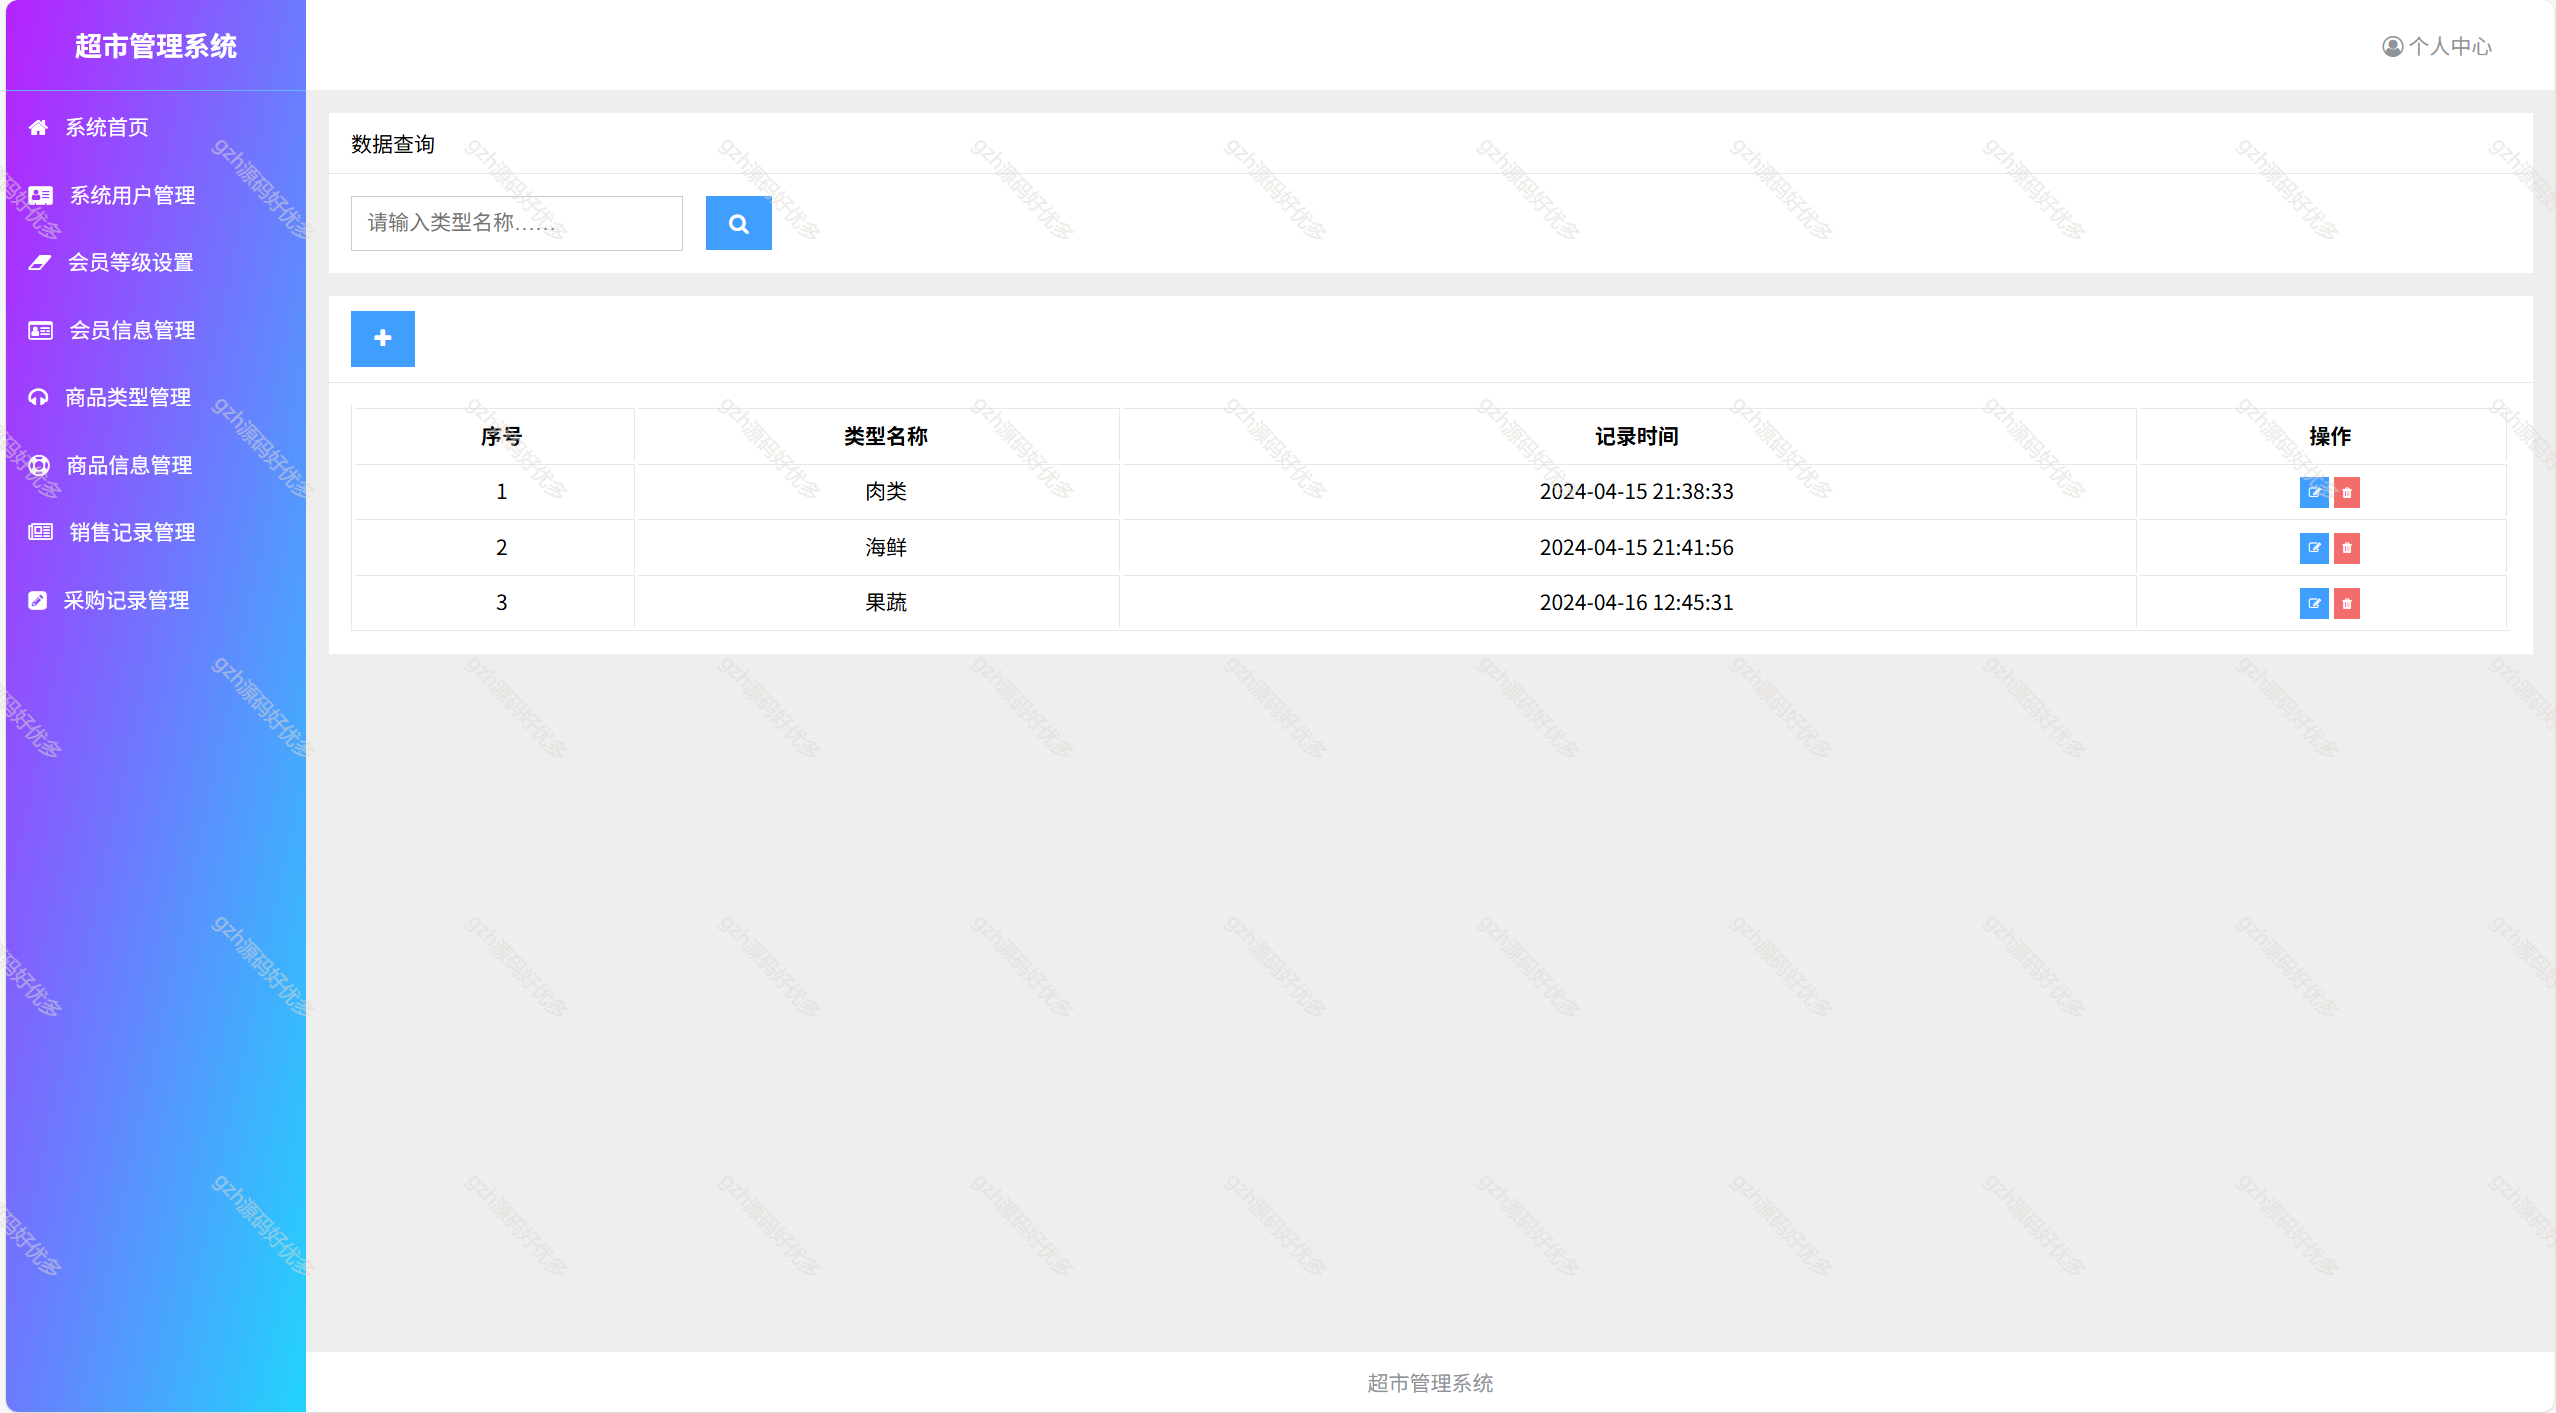 超市管理系统
个人中心
系统首页
系统用户管理
会员等级设置
会员信息管理
商品类型管理
商品信息管理
销售记录管理
采购记录管理
数据查询
请输入类型名称……
序号 类型名称 记录时间 操作
1 肉类 2024-04-15 21:38:33
2 海鲜 2024-04-15 21:41:56
3 果蔬 2024-04-16 12:45:31
超市管理系统
gzh源码好优多